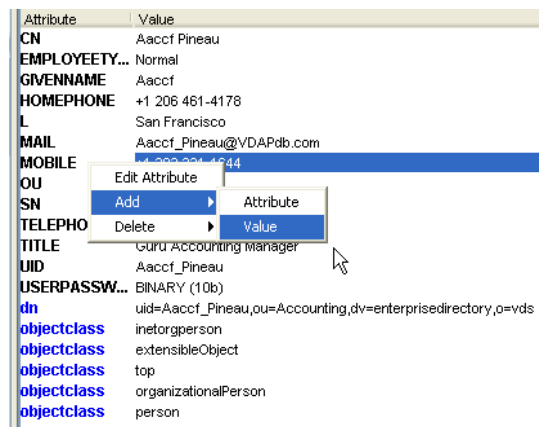 Attribute Value
CN Aaccf Pineau
EMPLOYEETY... Normal
GIVENNAME Aaccf
HOMEPHONE +1 206 461-4178
L San Francisco
MAIL Aaccf_Pineau@VDAPdb.com
MOBILE
OU Edit Attribute
SN Add Attribute
TELEPHO Delete Value
TITLE Guru Accounting Manager
UID Aaccf_Pineau
USERPASSW... BINARY (10b)
dn uid=Aaccf_Pineau,ou=Accounting,dv=enterprisedirectory,o=vds
objectclass inetorgperson
objectclass extensibleObject
objectclass top
objectclass organizationalPerson
objectclass person